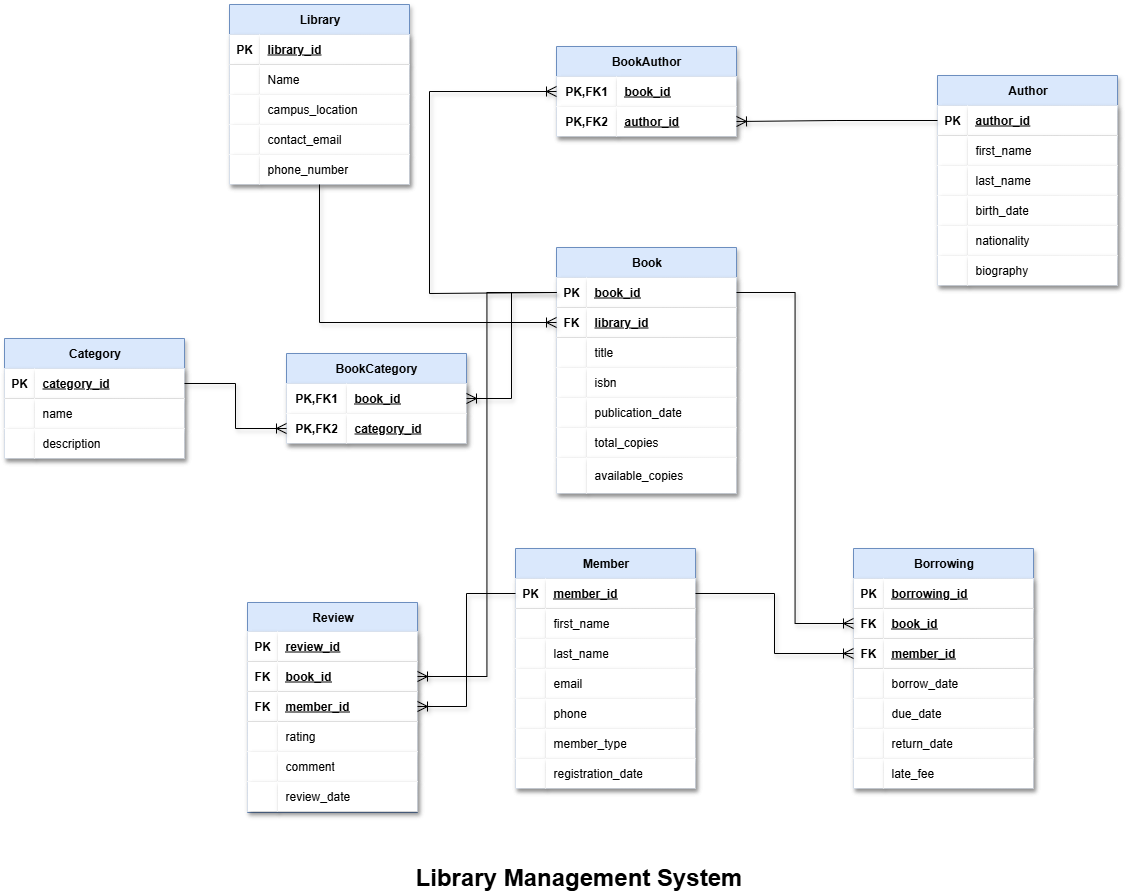 Library
PK library_id
Name
campus_location
contact_email
phone_number
BookAuthor
PK,FK1 book_id
PK,FK2 author_id
Author
PK author_id
first_name
last_name
birth_date
nationality
biography
Book
PK book_id
FK library_id
title
isbn
publication_date
total_copies
available_copies
Category
PK category_id
name
description
BookCategory
PK,FK1 book_id
PK,FK2 category_id
Review
PK review_id
FK book_id
FK member_id
rating
comment
review_date
Member
PK member_id
first_name
last_name
email
phone
member_type
registration_date
Borrowing
PK borrowing_id
FK book_id
FK member_id
borrow_date
due_date
return_date
late_fee
Library Management System